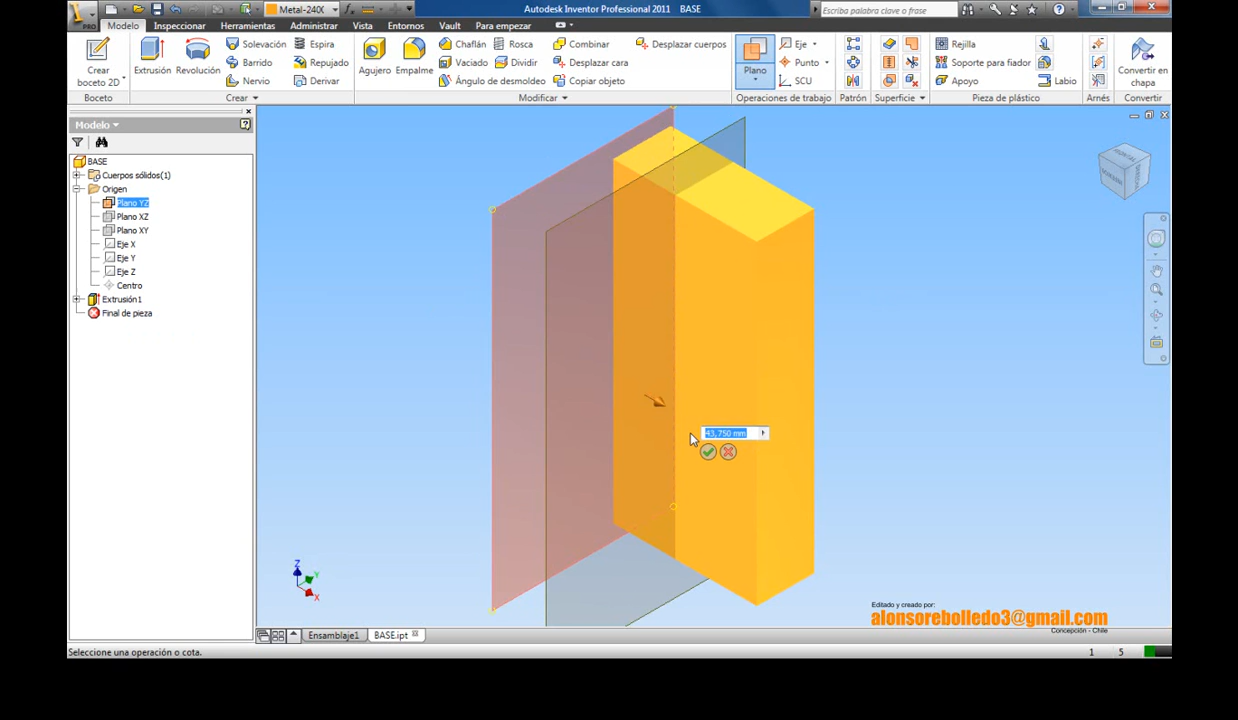 Metal-240(
Autodesk Inventor Professional 2011 BASE
Escriba palabra clave o frase.
PRO
Modelo Inspeccionar Herramientas Administrar Vista Entornos Vault Para empezar
Crear boceto 2D
Extrusión
Revolución
Solevación
Barrido
Nervio
Espira
Repujado
Derivar
Agujero
Empalme
Chaflán
Vaciado
Ángulo de desmoldeo
Rosca
Dividir
Combinar
Desplazar cara
Copiar objeto
Desplazar cuerpos
Plano
Eje
Punto
SCU
Rejilla
Soporte para fiador
Apoyo
Labio
Convertir en chapa
Boceto Crear Modificar Operaciones de trabajo Patrón Superficie Pieza de plástico Arnés Convertir
Modelo
BASE
Cuerpos sólidos(1)
Origen
Plano YZ
Plano XZ
Plano XY
Eje X
Eje Y
Eje Z
Centro
Extrusión1
Final de pieza
43,750 mm
Z
Y
X
Editado y creado por:
alonsorebolledo3@gmail.com
Concepción - Chile
Ensamblaje1 BASE.ipt
Seleccione una operación o cota.
1 5